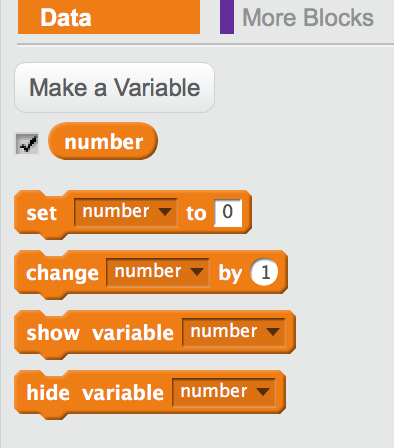 Data More Blocks
Make a Variable
number
set number to 0
change number by 1
show variable number
hide variable number